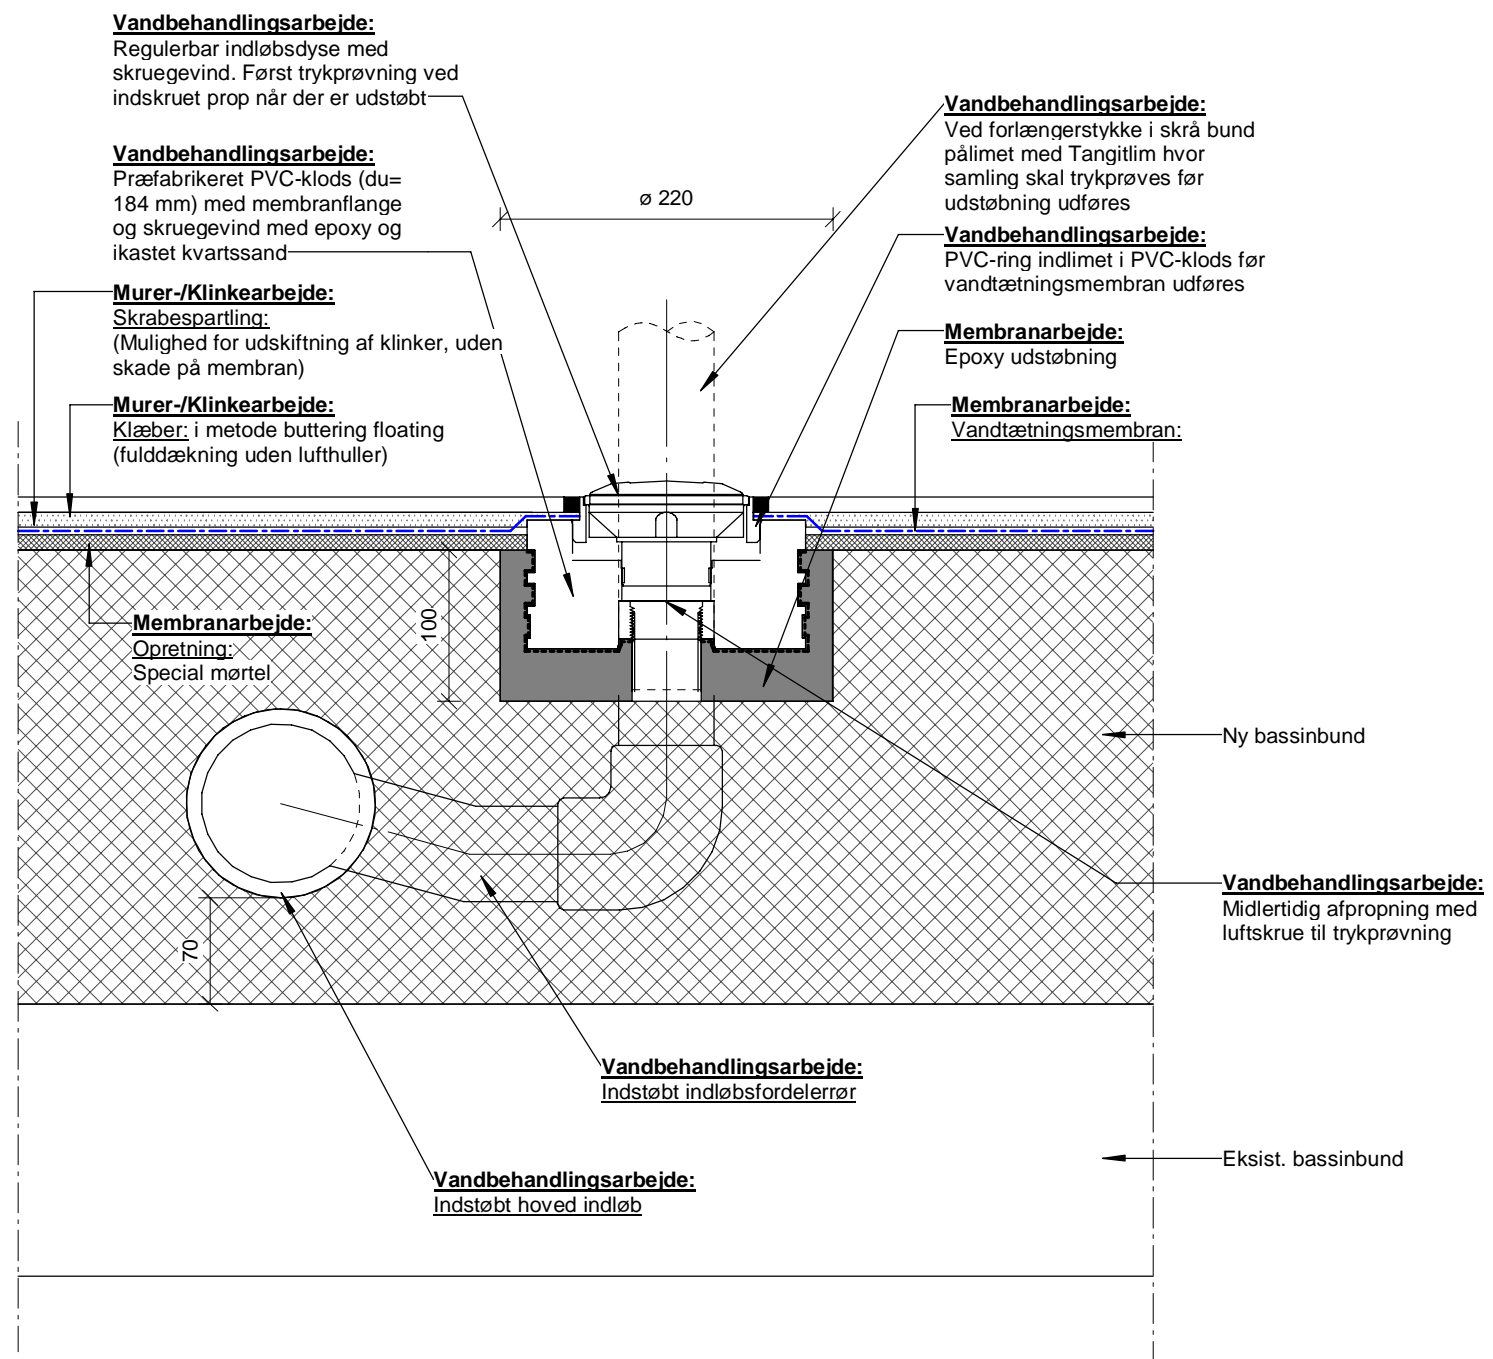 Vandbehandlingsarbejde:
Regulerbar indløbsdyse med
skruegevind. Først trykprøvning ved
indskruet prop når der er udstøbt
Vandbehandlingsarbejde:
Præfabrikeret PVC-klods (du=
184 mm) med membranflange
og skruegevind med epoxy og
ikastet kvartssand
Murer-/Klinkearbejde:
Skrabespartling:
(Mulighed for udskiftning af klinker, uden
skade på membran)
Murer-/Klinkearbejde:
Klæber: i metode buttering floating
(fulddækning uden lufthuller)
ø 220
Vandbehandlingsarbejde:
Ved forlængerstykke i skrå bund
pålimet med Tangitlim hvor
samling skal trykprøves før
udstøbning udføres
Vandbehandlingsarbejde:
PVC-ring indlimet i PVC-klods før
vandtætningsmembran udføres
Membranarbejde:
Epoxy udstøbning
Membranarbejde:
Vandtætningsmembran:
Membranarbejde:
Opretning:
Special mørtel
100
70
Ny bassinbund
Vandbehandlingsarbejde:
Midlertidig afpropning med
luftskrue til trykprøvning
Vandbehandlingsarbejde:
Indstøbt indløbsfordelerrør
Vandbehandlingsarbejde:
Indstøbt hoved indløb
Eksist. bassinbund